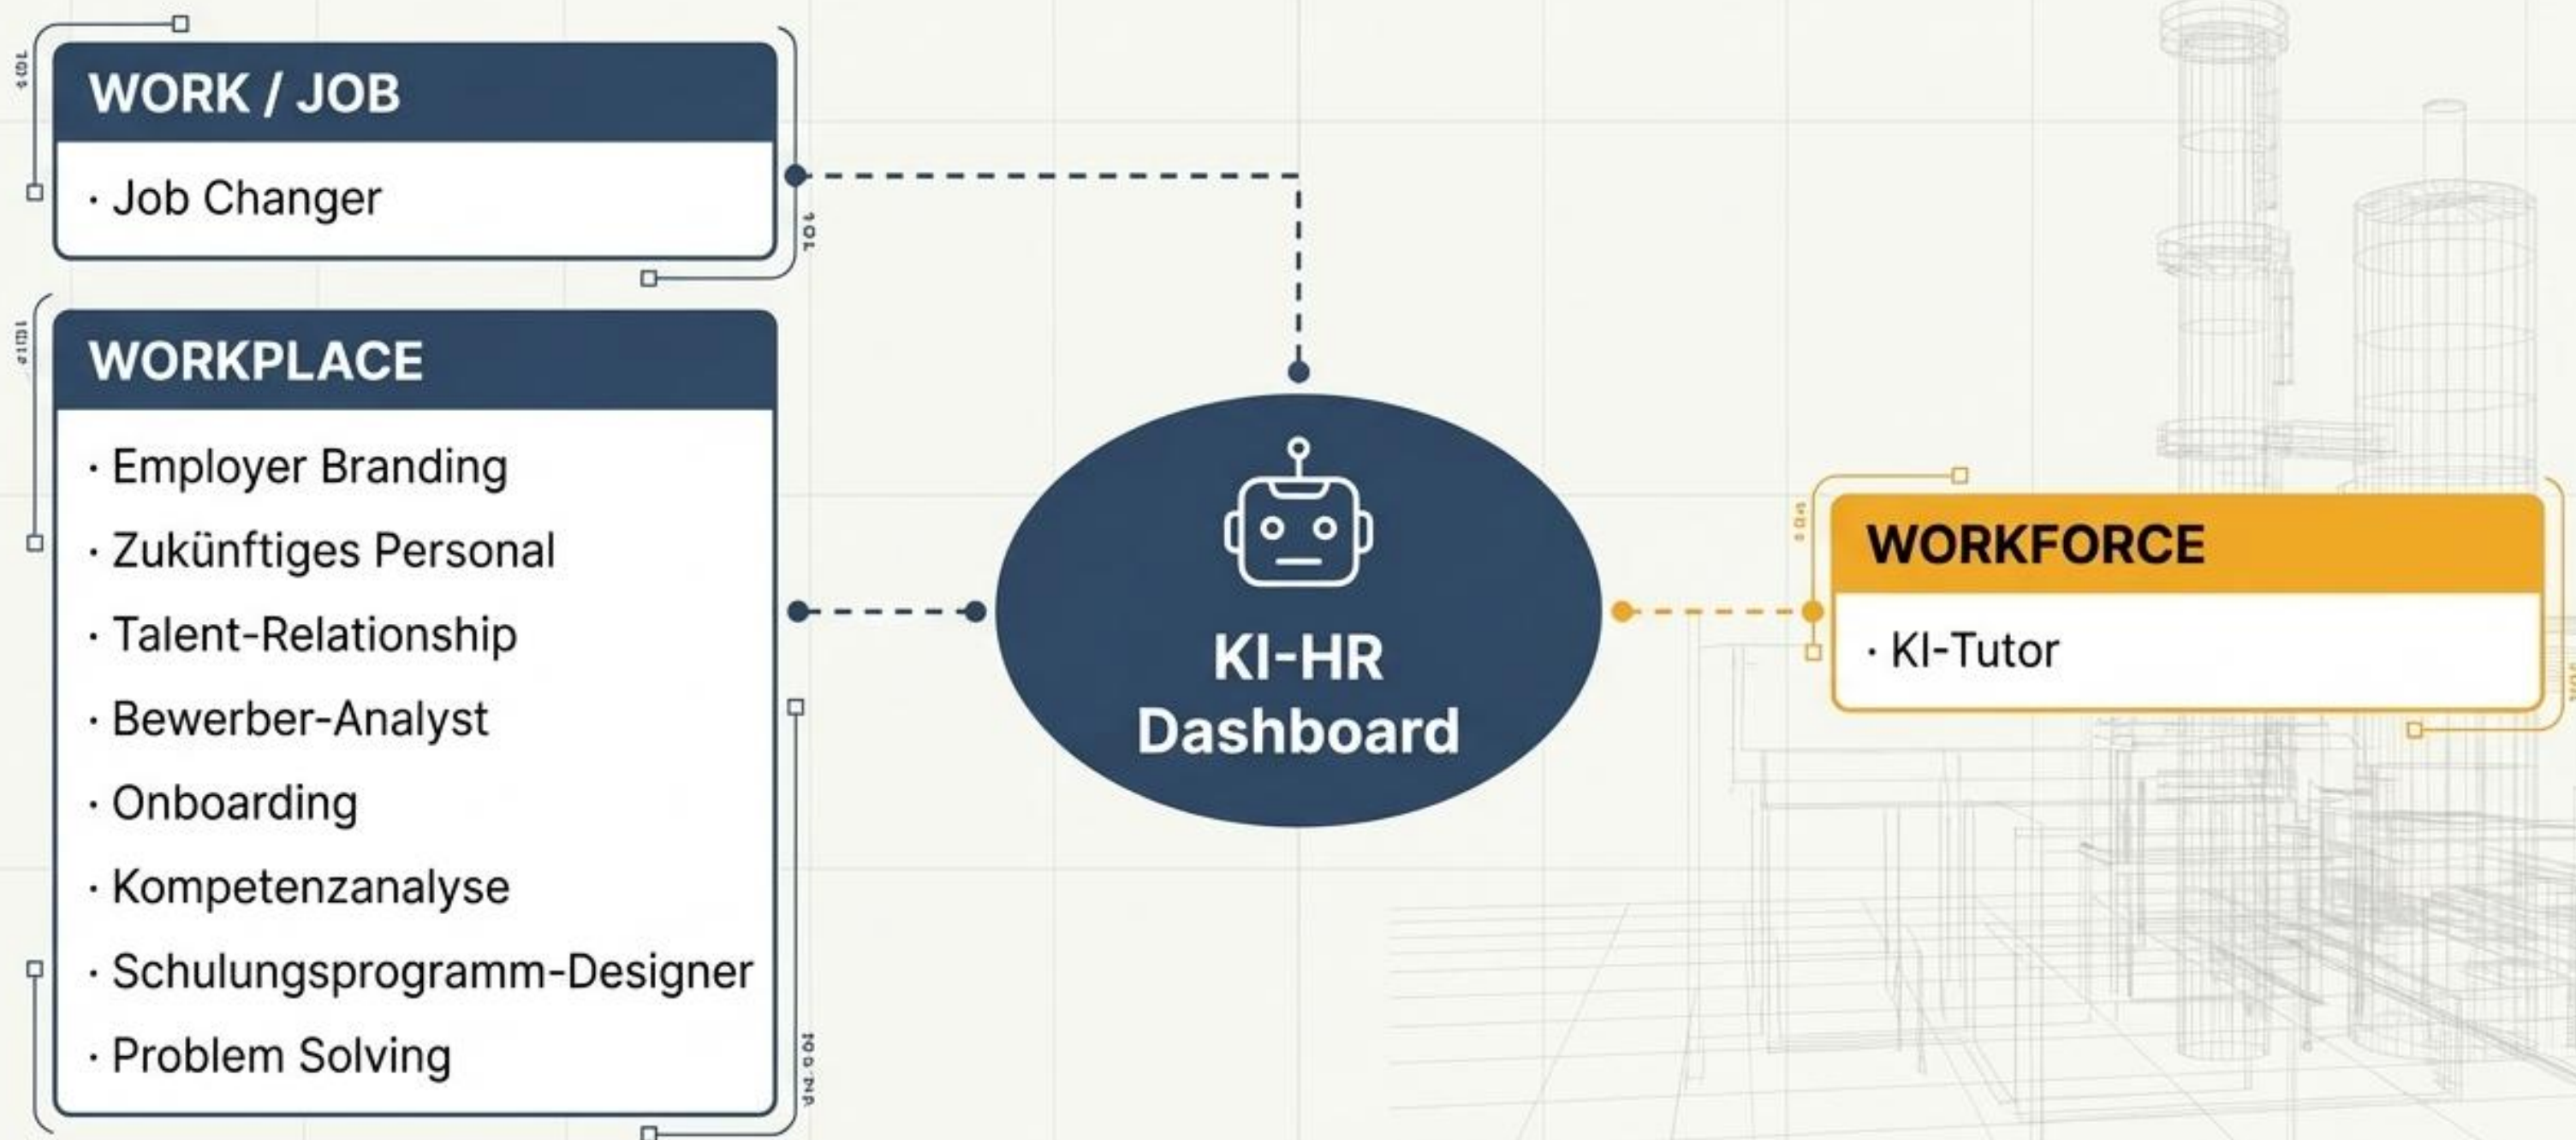 WORK / JOB
· Job Changer
WORKPLACE
· Employer Branding
· Zukünftiges Personal
· Talent-Relationship
· Bewerber-Analyst
· Onboarding
· Kompetenzanalyse
· Schulungsprogramm-Designer
· Problem Solving
KI-HR
Dashboard
WORKFORCE
· KI-Tutor